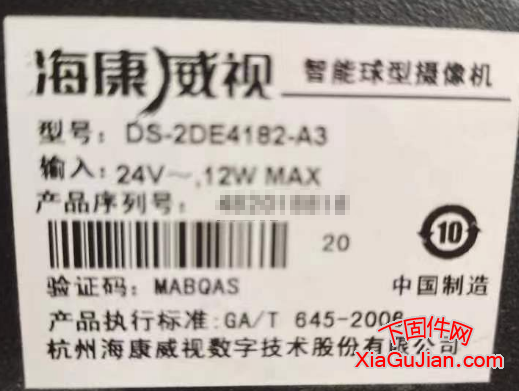 海康威视 智能球型摄像机
型号: DS-2DE4182-A3
输入: 24V～,12W MAX
产品序列号:
20
10
验证码: MABQAS
中国制造
产品执行标准:GA/T 645-2006
杭州海康威视数字技术股份有限公司
下固件网
XiaGuJian.com